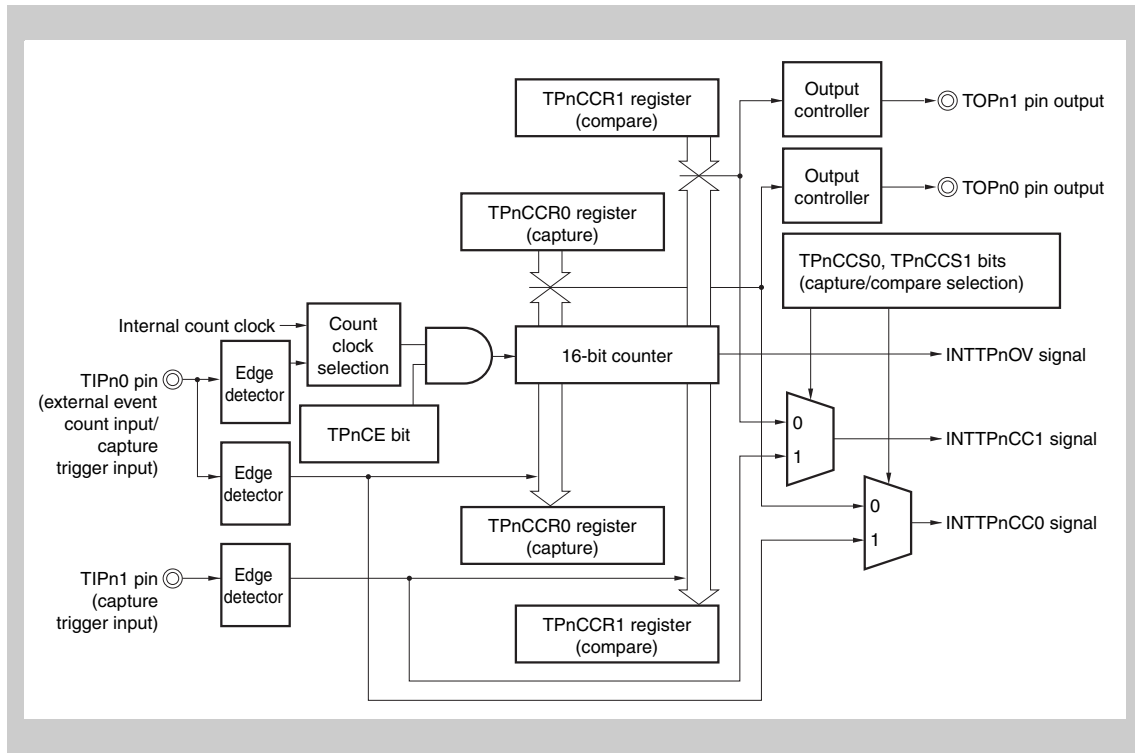 TPnCCR1 register
(compare)
Output
controller
TOPn1 pin output
Output
controller
TOPn0 pin output
TPnCCR0 register
(capture)
TPnCCS0, TPnCCS1 bits
(capture/compare selection)
Internal count clock
Count
clock
selection
16-bit counter
INTTPnOV signal
TIPn0 pin
(external event
count input/
capture
trigger input)
Edge
detector
TPnCE bit
0
1
INTTPnCC1 signal
Edge
detector
0
1
INTTPnCC0 signal
TPnCCR0 register
(capture)
TIPn1 pin
(capture
trigger input)
Edge
detector
TPnCCR1 register
(compare)